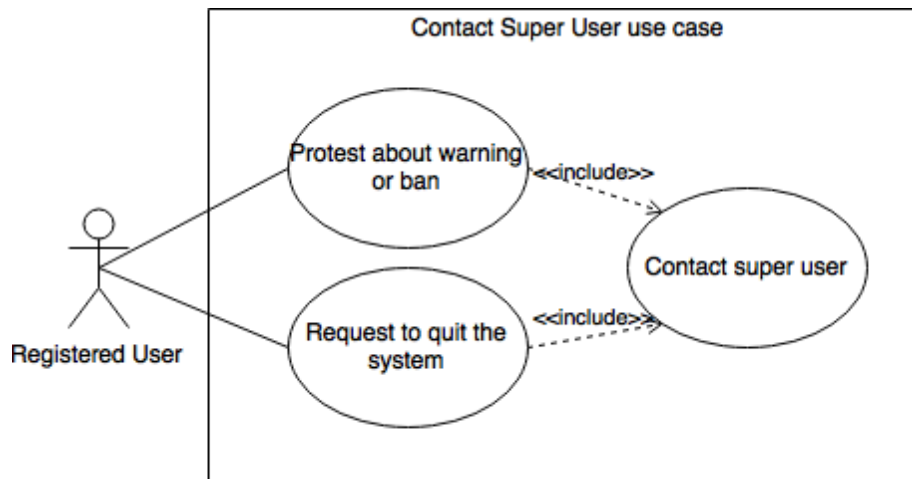 Contact Super User use case
Protest about warning
or ban
<<include>>
Contact super user
<<include>>
Request to quit the
system
Registered User